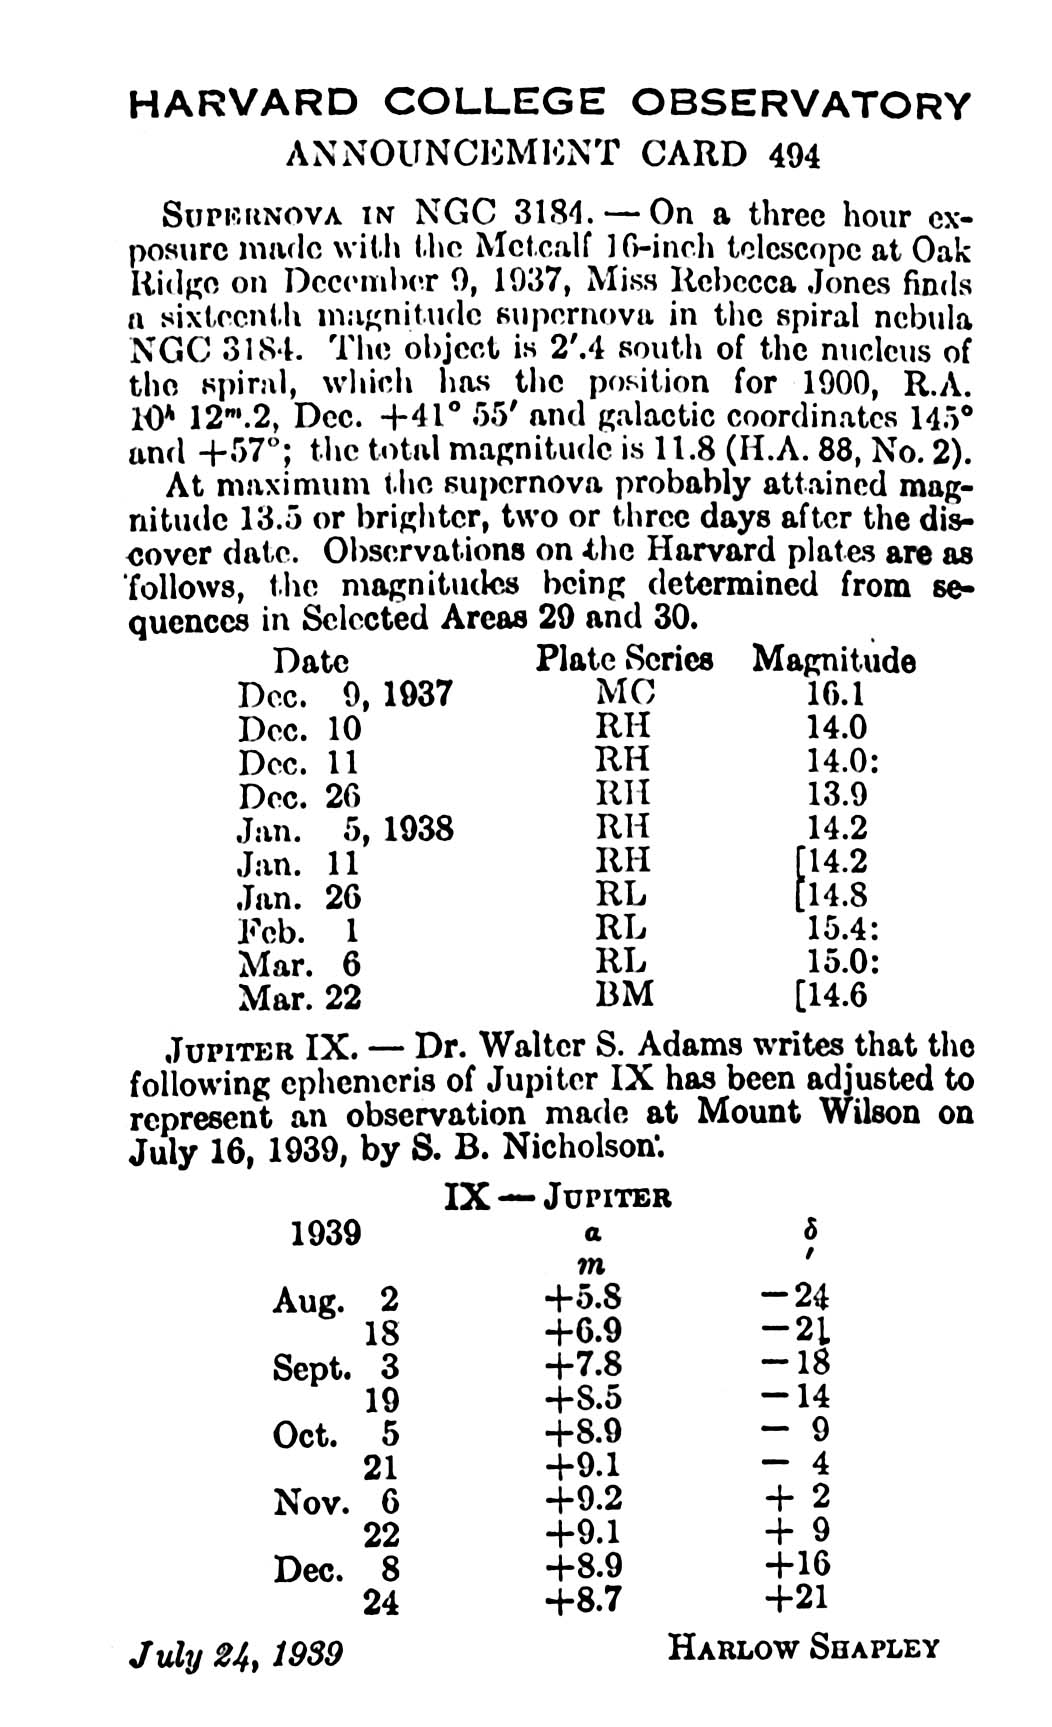 HARVARD COLLEGE OBSERVATORY
ANNOUNCEMENT CARD 494
SUPERNOVA IN NGC 3184. — On a three hour ex-
posure made with the Metcalf 16-inch telescope at Oak
Ridge on December 9, 1937, Miss Rebecca Jones finds
a sixteenth magnitude supernova in the spiral nebula
NGC 3184. The object is 2′.4 south of the nucleus of
the spiral, which has the position for 1900, R.A.
10ʰ 12ᵐ.2, Dec. +41° 55′ and galactic coordinates 145°
and +57°; the total magnitude is 11.8 (H.A. 88, No. 2).
At maximum the supernova probably attained mag-
nitude 13.5 or brighter, two or three days after the dis-
cover date. Observations on the Harvard plates are as
follows, the magnitudes being determined from se-
quences in Selected Areas 29 and 30.
Date Plate Series Magnitude
Dec. 9, 1937 MC 16.1
Dec. 10 RH 14.0
Dec. 11 RH 14.0:
Dec. 26 RH 13.9
Jan. 5, 1938 RH 14.2
Jan. 11 RH [14.2
Jan. 26 RL [14.8
Feb. 1 RL 15.4:
Mar. 6 RL 15.0:
Mar. 22 BM [14.6
JUPITER IX. — Dr. Walter S. Adams writes that the
following ephemeris of Jupiter IX has been adjusted to
represent an observation made at Mount Wilson on
July 16, 1939, by S. B. Nicholson:
IX — JUPITER
1939 α δ
m ′
Aug. 2 +5.8 −24
18 +6.9 −21
Sept. 3 +7.8 −18
19 +8.5 −14
Oct. 5 +8.9 − 9
21 +9.1 − 4
Nov. 6 +9.2 + 2
22 +9.1 + 9
Dec. 8 +8.9 +16
24 +8.7 +21
July 24, 1939 HARLOW SHAPLEY